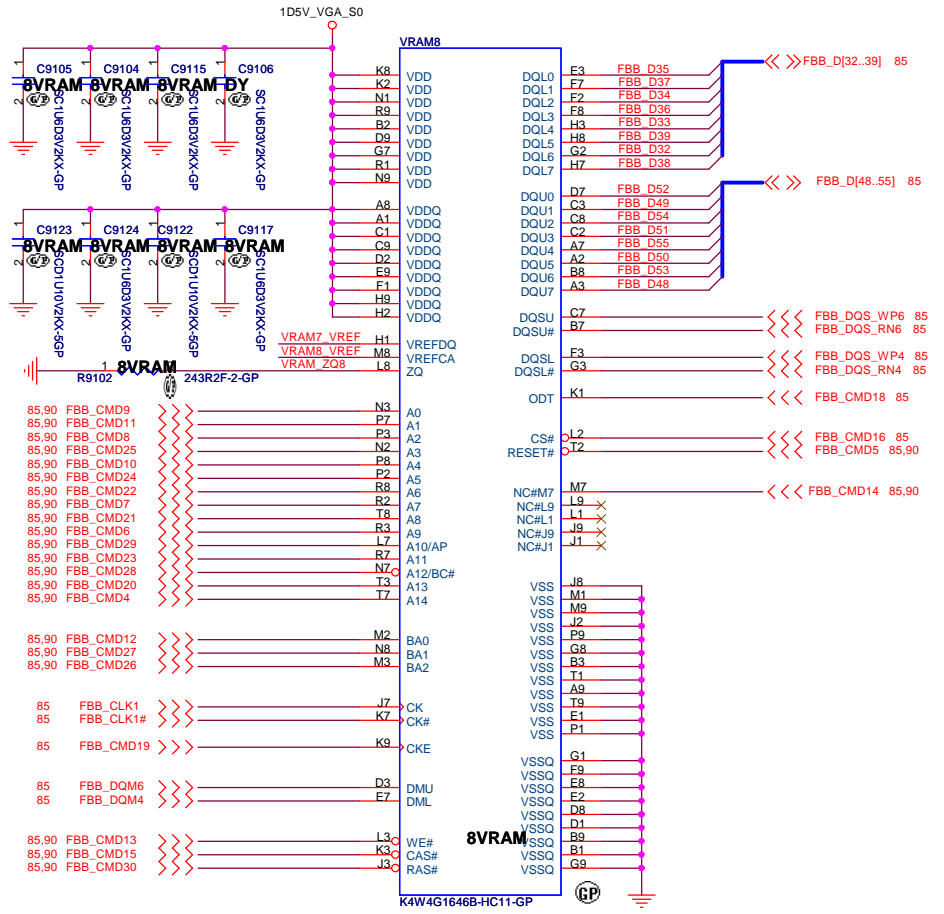 1D5V_VGA_S0
VRAM8
C9105 C9104 C9115 C9106
1 1 1 1
8VRAM 8VRAM 8VRAM DY
2 2 2 2
G/P G/P G/P G/P
SC1U6D3V2KX-GP SC1U6D3V2KX-GP SC1U6D3V2KX-GP SC1U6D3V2KX-GP
C9123 C9124 C9122 C9117
1 1 1 1
8VRAM 8VRAM 8VRAM 8VRAM
2 2 2 2
G/P G/P G/P G/P
SCD1U10V2KX-5GP SC1U6D3V2KX-GP SCD1U10V2KX-5GP SC1U6D3V2KX-GP
K8 VDD
K2 VDD
N1 VDD
R9 VDD
B2 VDD
D9 VDD
G7 VDD
R1 VDD
N9 VDD
A8 VDDQ
A1 VDDQ
C1 VDDQ
C9 VDDQ
D2 VDDQ
E9 VDDQ
F1 VDDQ
H9 VDDQ
H2 VDDQ
VRAM7_VREF H1 VREFDQ
VRAM8_VREF M8 VREFCA
VRAM_ZQ8 L8 ZQ
1 8VRAM
R9102 243R2F-2-GP
85,90 FBB_CMD9 N3 A0
85,90 FBB_CMD11 P7 A1
85,90 FBB_CMD8 P3 A2
85,90 FBB_CMD25 N2 A3
85,90 FBB_CMD10 P8 A4
85,90 FBB_CMD24 P2 A5
85,90 FBB_CMD22 R8 A6
85,90 FBB_CMD7 R2 A7
85,90 FBB_CMD21 T8 A8
85,90 FBB_CMD6 R3 A9
85,90 FBB_CMD29 L7 A10/AP
85,90 FBB_CMD23 R7 A11
85,90 FBB_CMD28 N7 A12/BC#
85,90 FBB_CMD20 T3 A13
85,90 FBB_CMD4 T7 A14
85,90 FBB_CMD12 M2 BA0
85,90 FBB_CMD27 N8 BA1
85,90 FBB_CMD26 M3 BA2
85 FBB_CLK1 J7 CK
85 FBB_CLK1# K7 CK#
85 FBB_CMD19 K9 CKE
85 FBB_DQM6 D3 DMU
85 FBB_DQM4 E7 DML
85,90 FBB_CMD13 L3 WE#
85,90 FBB_CMD15 K3 CAS#
85,90 FBB_CMD30 J3 RAS#
DQL0 E3 FBB_D35
DQL1 F7 FBB_D37
DQL2 F2 FBB_D34
DQL3 F8 FBB_D36
DQL4 H3 FBB_D33
DQL5 H8 FBB_D39
DQL6 G2 FBB_D32
DQL7 H7 FBB_D38
FBB_D[32..39] 85
DQU0 D7 FBB_D52
DQU1 C3 FBB_D49
DQU2 C8 FBB_D54
DQU3 C2 FBB_D51
DQU4 A7 FBB_D55
DQU5 A2 FBB_D50
DQU6 B8 FBB_D53
DQU7 A3 FBB_D48
FBB_D[48..55] 85
DQSU C7 FBB_DQS_WP6 85
DQSU# B7 FBB_DQS_RN6 85
DQSL F3 FBB_DQS_WP4 85
DQSL# G3 FBB_DQS_RN4 85
ODT K1 FBB_CMD18 85
CS# L2 FBB_CMD16 85
RESET# T2 FBB_CMD5 85,90
NC#M7 M7 FBB_CMD14 85,90
NC#L9 L9
NC#L1 L1
NC#J9 J9
NC#J1 J1
VSS J8
VSS M1
VSS M9
VSS J2
VSS P9
VSS G8
VSS B3
VSS T1
VSS A9
VSS T9
VSS E1
VSS P1
VSSQ G1
VSSQ F9
VSSQ E8
VSSQ E2
VSSQ D8
VSSQ D1
VSSQ B9
VSSQ B1
VSSQ G9
8VRAM
GP
K4W4G1646B-HC11-GP